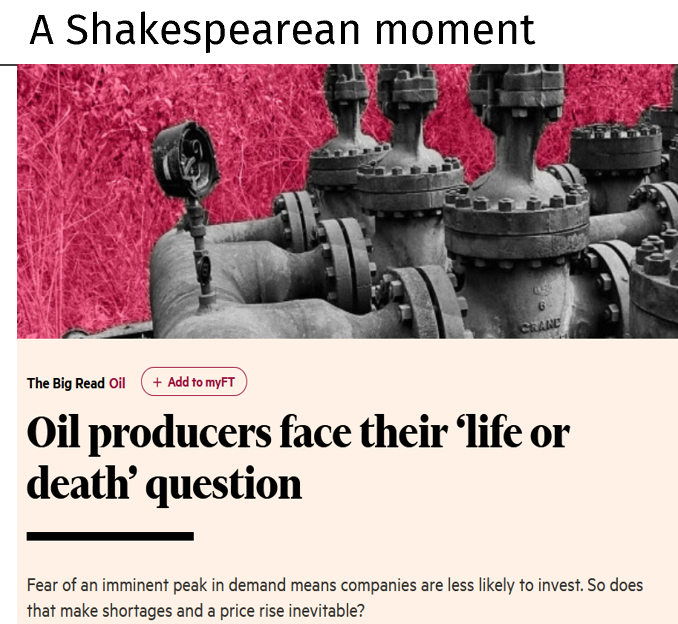 A Shakespearean moment
CRANE
The Big Read Oil
+ Add to myFT
Oil producers face their ‘life or
death’ question
Fear of an imminent peak in demand means companies are less likely to invest. So does
that make shortages and a price rise inevitable?